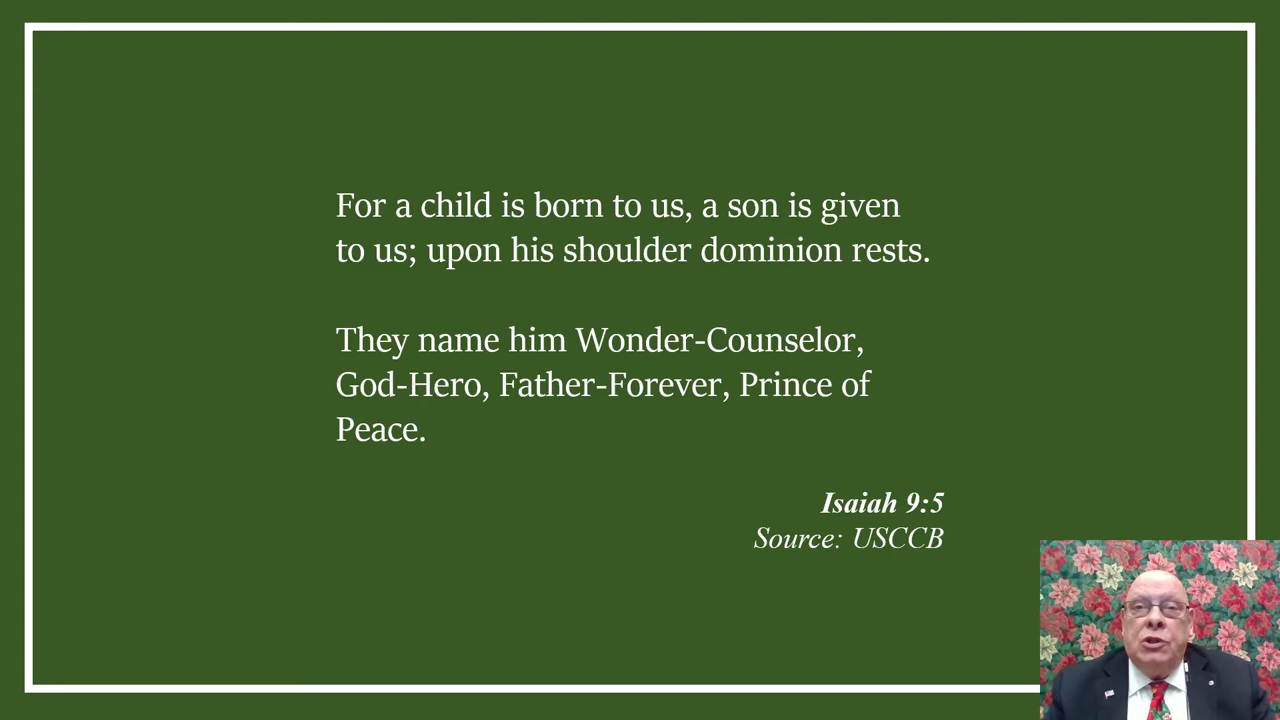 For a child is born to us, a son is given
to us; upon his shoulder dominion rests.
They name him Wonder-Counselor,
God-Hero, Father-Forever, Prince of
Peace.
Isaiah 9:5
Source: USCCB